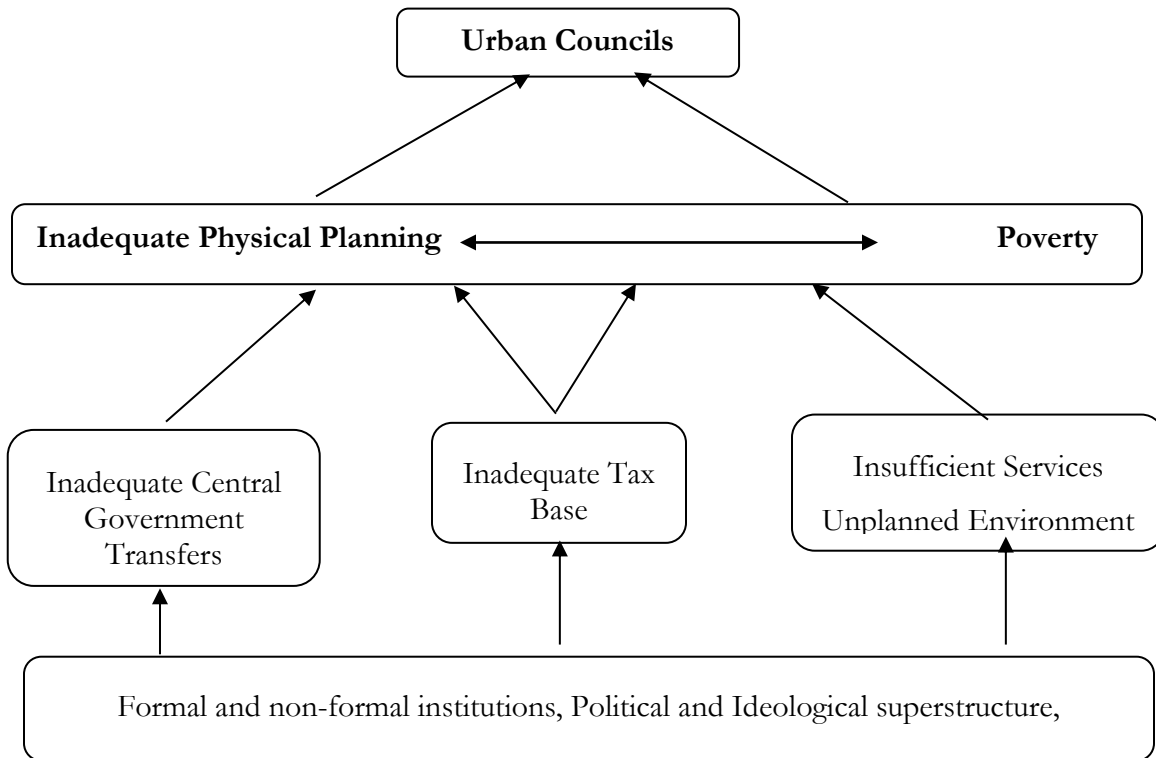 Urban Councils
Inadequate Physical Planning Poverty
Inadequate Central
Government
Transfers
Inadequate Tax
Base
Insufficient Services
Unplanned Environment
Formal and non-formal institutions, Political and Ideological superstructure,